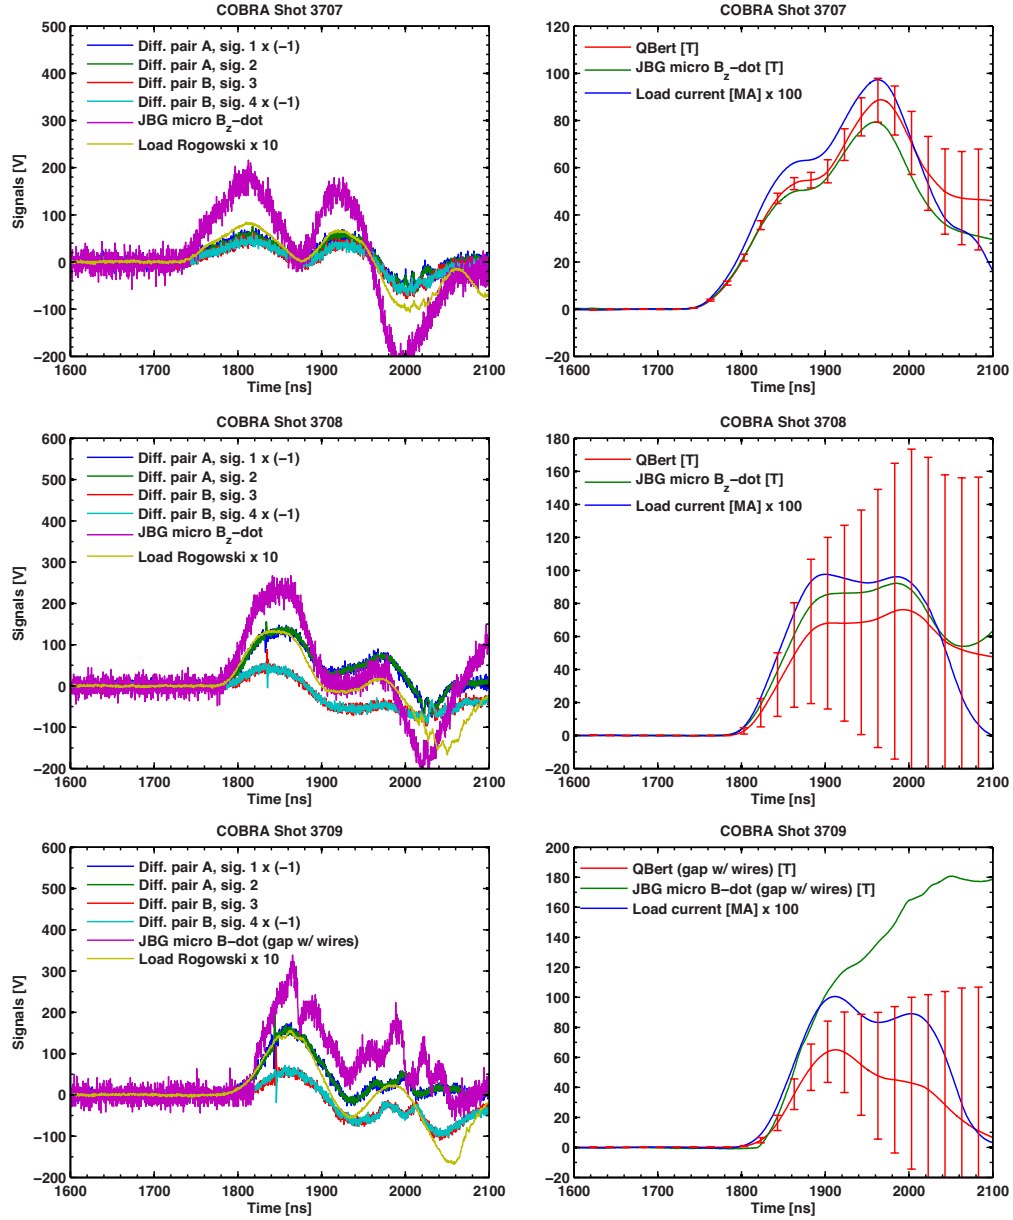 COBRA Shot 3707
500
400
300
200
100
0
−100
−200
Signals [V]
Diff. pair A, sig. 1 x (−1)
Diff. pair A, sig. 2
Diff. pair B, sig. 3
Diff. pair B, sig. 4 x (−1)
JBG micro Bz−dot
Load Rogowski x 10
1600 1700 1800 1900 2000 2100
Time [ns]
COBRA Shot 3707
120
100
80
60
40
20
0
−20
QBert [T]
JBG micro Bz−dot [T]
Load current [MA] x 100
1600 1700 1800 1900 2000 2100
Time [ns]
COBRA Shot 3708
600
500
400
300
200
100
0
−100
−200
Signals [V]
Diff. pair A, sig. 1 x (−1)
Diff. pair A, sig. 2
Diff. pair B, sig. 3
Diff. pair B, sig. 4 x (−1)
JBG micro Bz−dot
Load Rogowski x 10
1600 1700 1800 1900 2000 2100
Time [ns]
COBRA Shot 3708
180
160
140
120
100
80
60
40
20
0
−20
QBert [T]
JBG micro Bz−dot [T]
Load current [MA] x 100
1600 1700 1800 1900 2000 2100
Time [ns]
COBRA Shot 3709
600
500
400
300
200
100
0
−100
−200
Signals [V]
Diff. pair A, sig. 1 x (−1)
Diff. pair A, sig. 2
Diff. pair B, sig. 3
Diff. pair B, sig. 4 x (−1)
JBG micro B−dot (gap w/ wires)
Load Rogowski x 10
1600 1700 1800 1900 2000 2100
Time [ns]
COBRA Shot 3709
200
180
160
140
120
100
80
60
40
20
0
−20
QBert (gap w/ wires) [T]
JBG micro B−dot (gap w/ wires) [T]
Load current [MA] x 100
1600 1700 1800 1900 2000 2100
Time [ns]